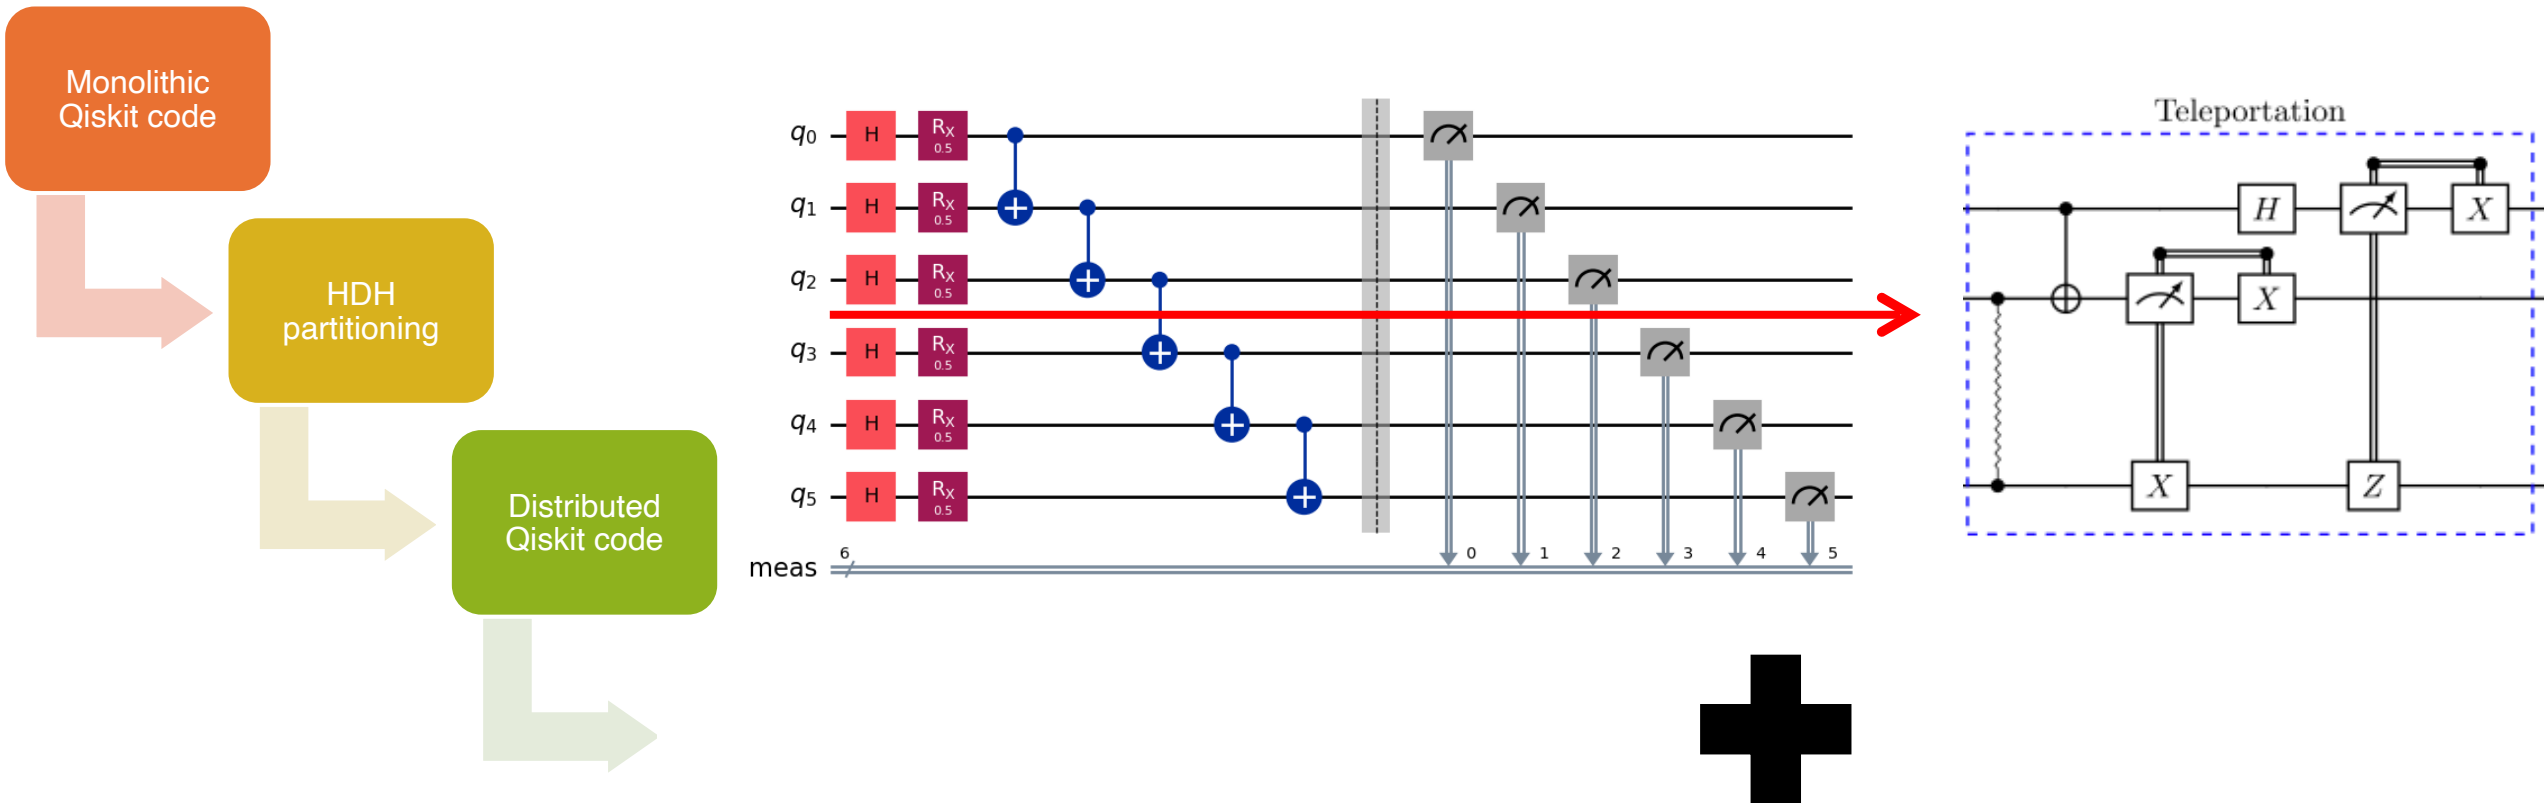 Monolithic
Qiskit code
HDH
partitioning
Distributed
Qiskit code
q0 H RX 0.5
q1 H RX 0.5
q2 H RX 0.5
q3 H RX 0.5
q4 H RX 0.5
q5 H RX 0.5
meas 6 0 1 2 3 4 5
Teleportation
H X
X
X Z